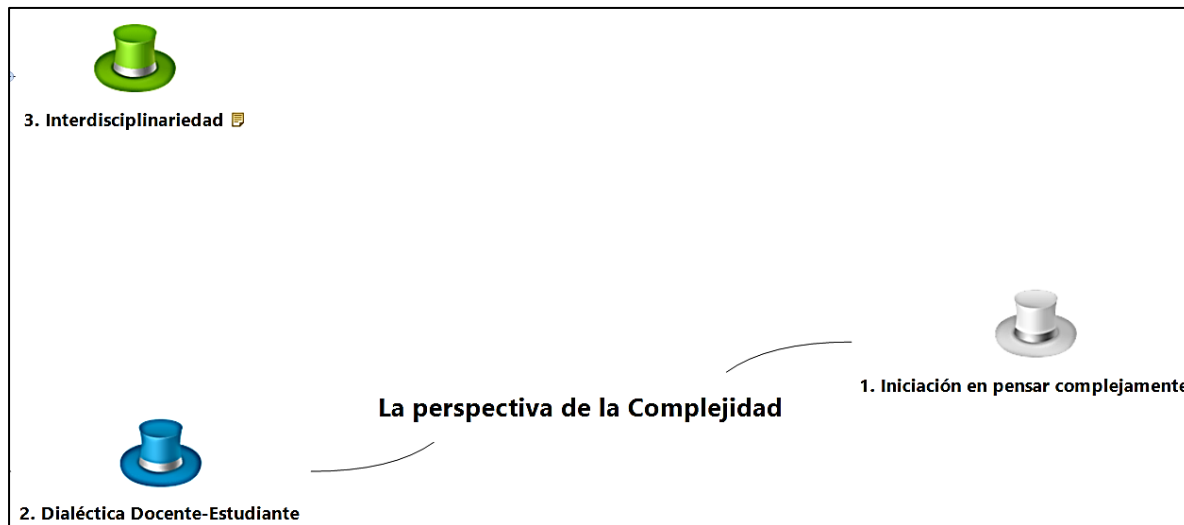 3. Interdisciplinariedad
1. Iniciación en pensar complejamente
La perspectiva de la Complejidad
2. Dialéctica Docente-Estudiante